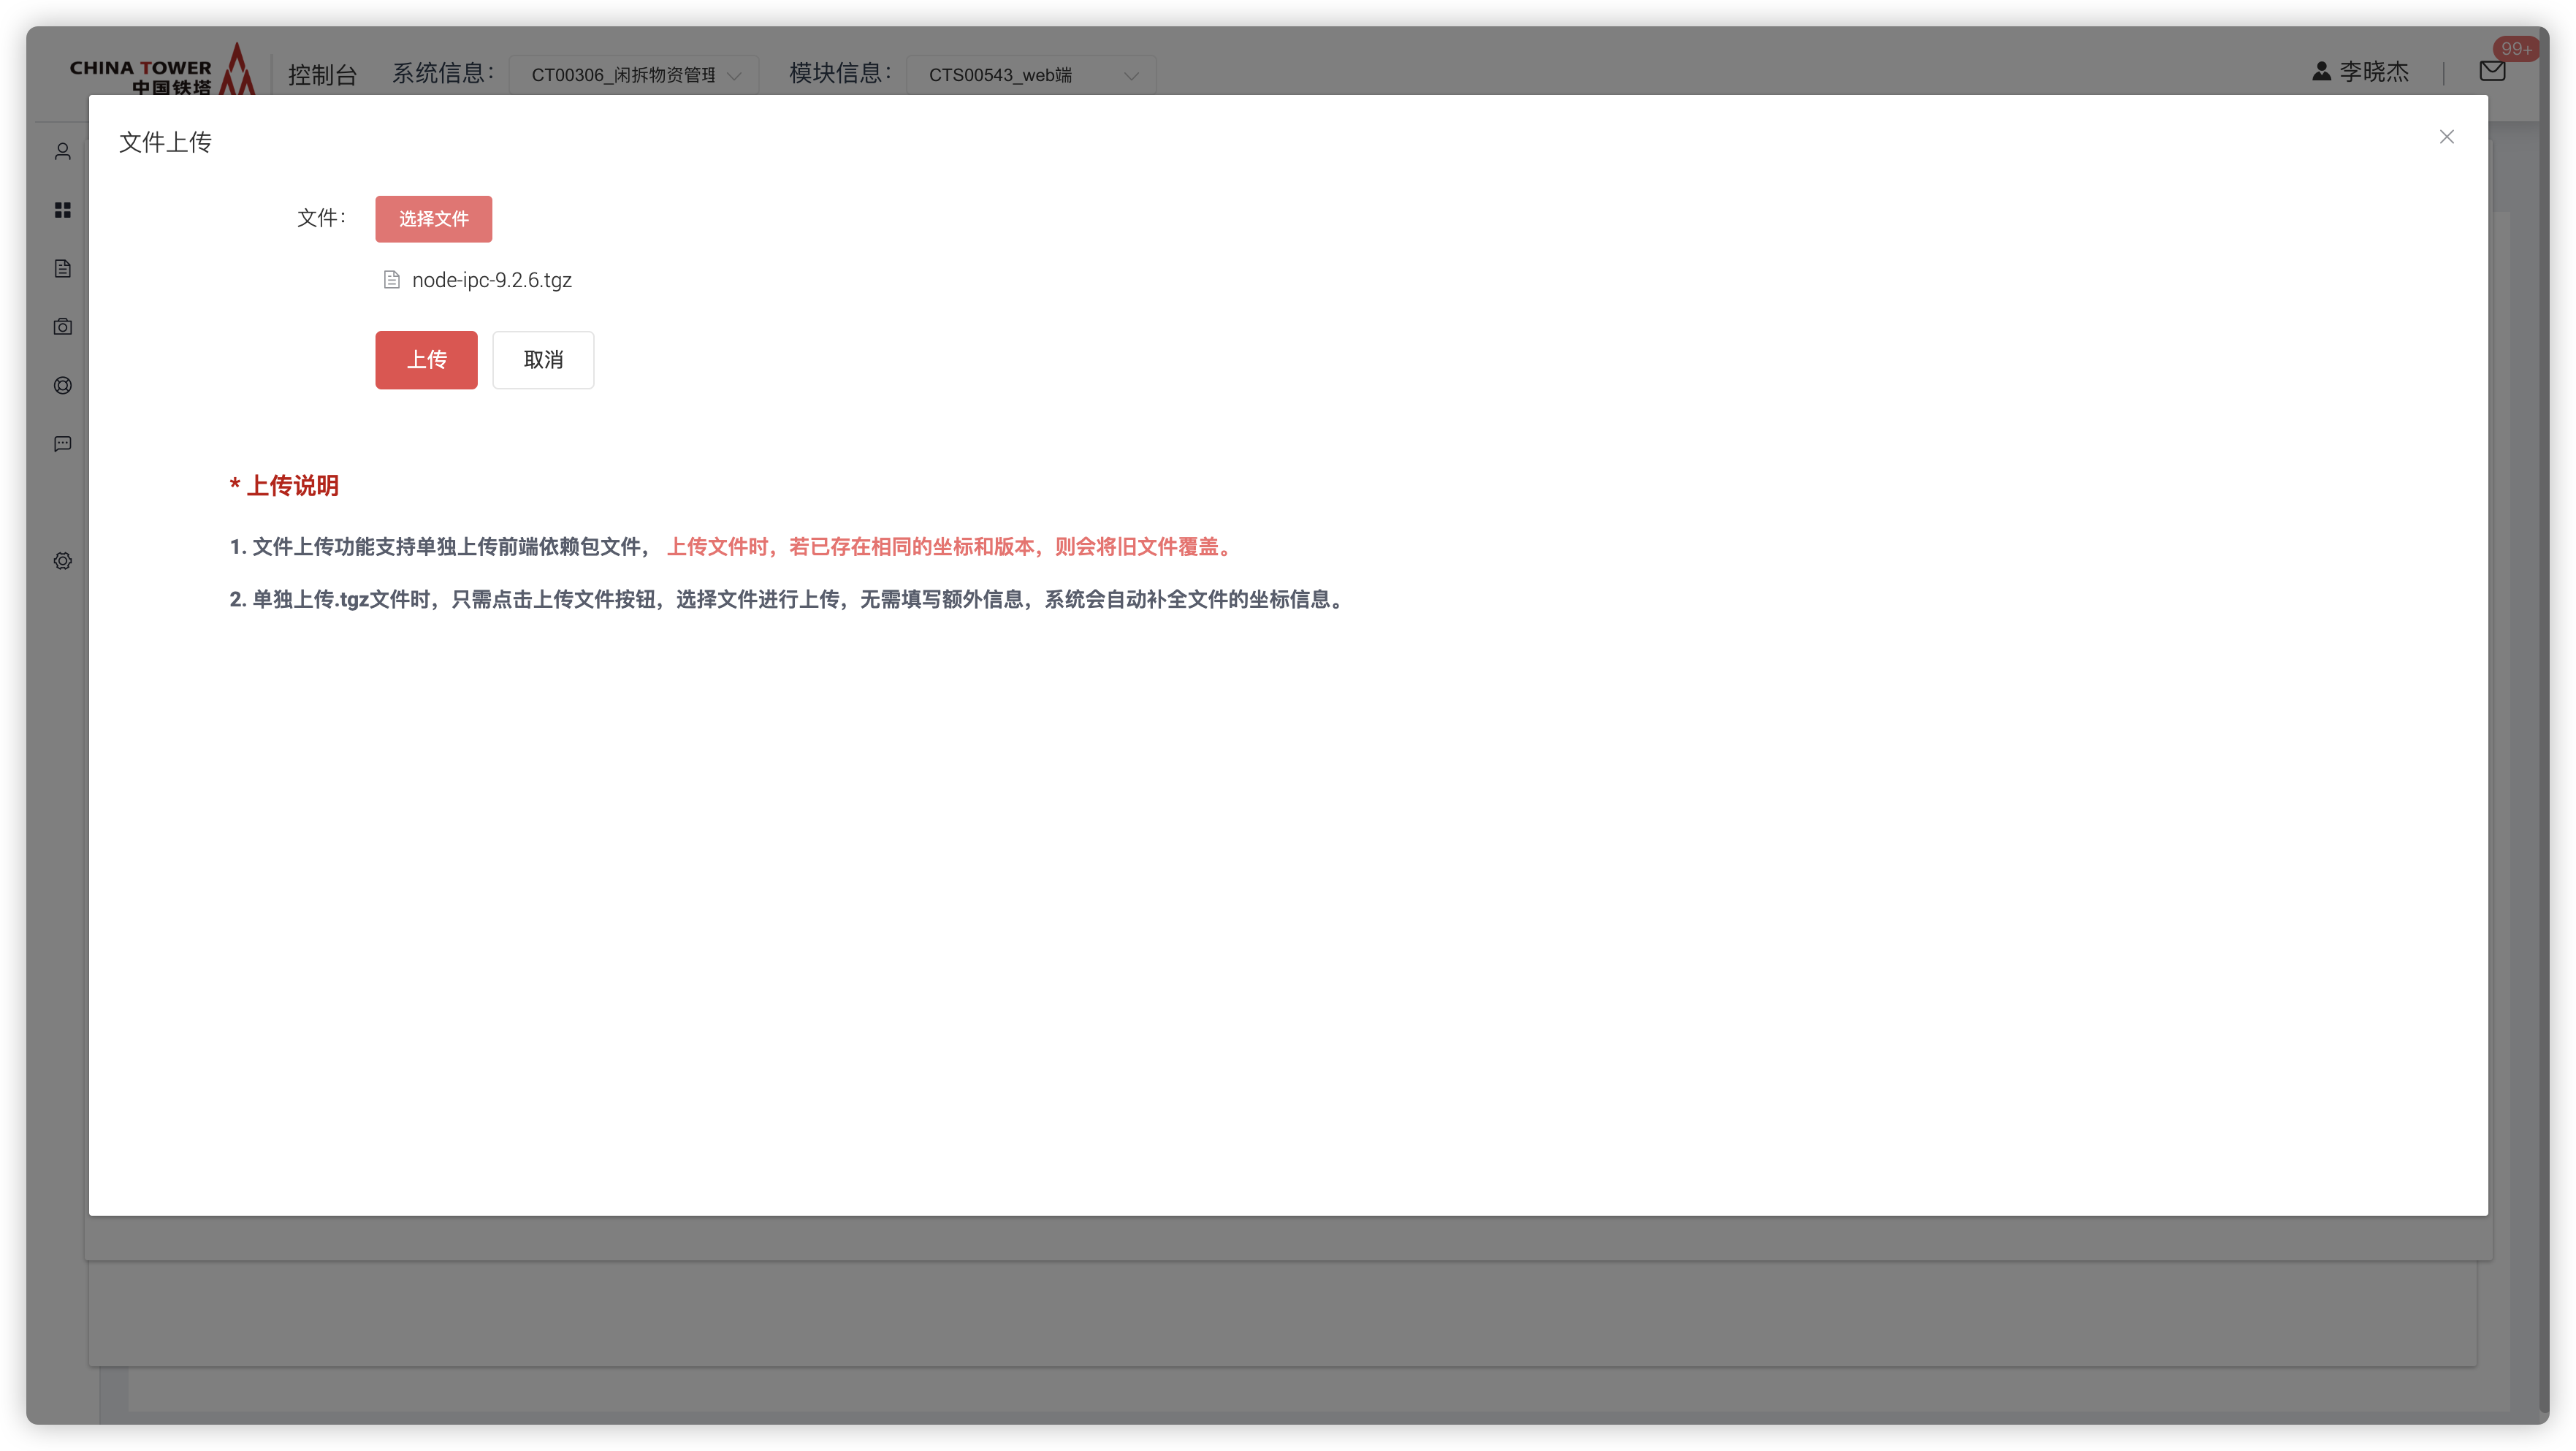 CHINA TOWER
中国铁塔
控制台
系统信息：
CT00306_闲拆物资管理
模块信息：
CTS00543_web端
李晓杰
99+
文件上传
文件：
选择文件
node-ipc-9.2.6.tgz
上传
取消
* 上传说明
1. 文件上传功能支持单独上传前端依赖包文件， 上传文件时，若已存在相同的坐标和版本，则会将旧文件覆盖。
2. 单独上传.tgz文件时，只需点击上传文件按钮，选择文件进行上传，无需填写额外信息，系统会自动补全文件的坐标信息。